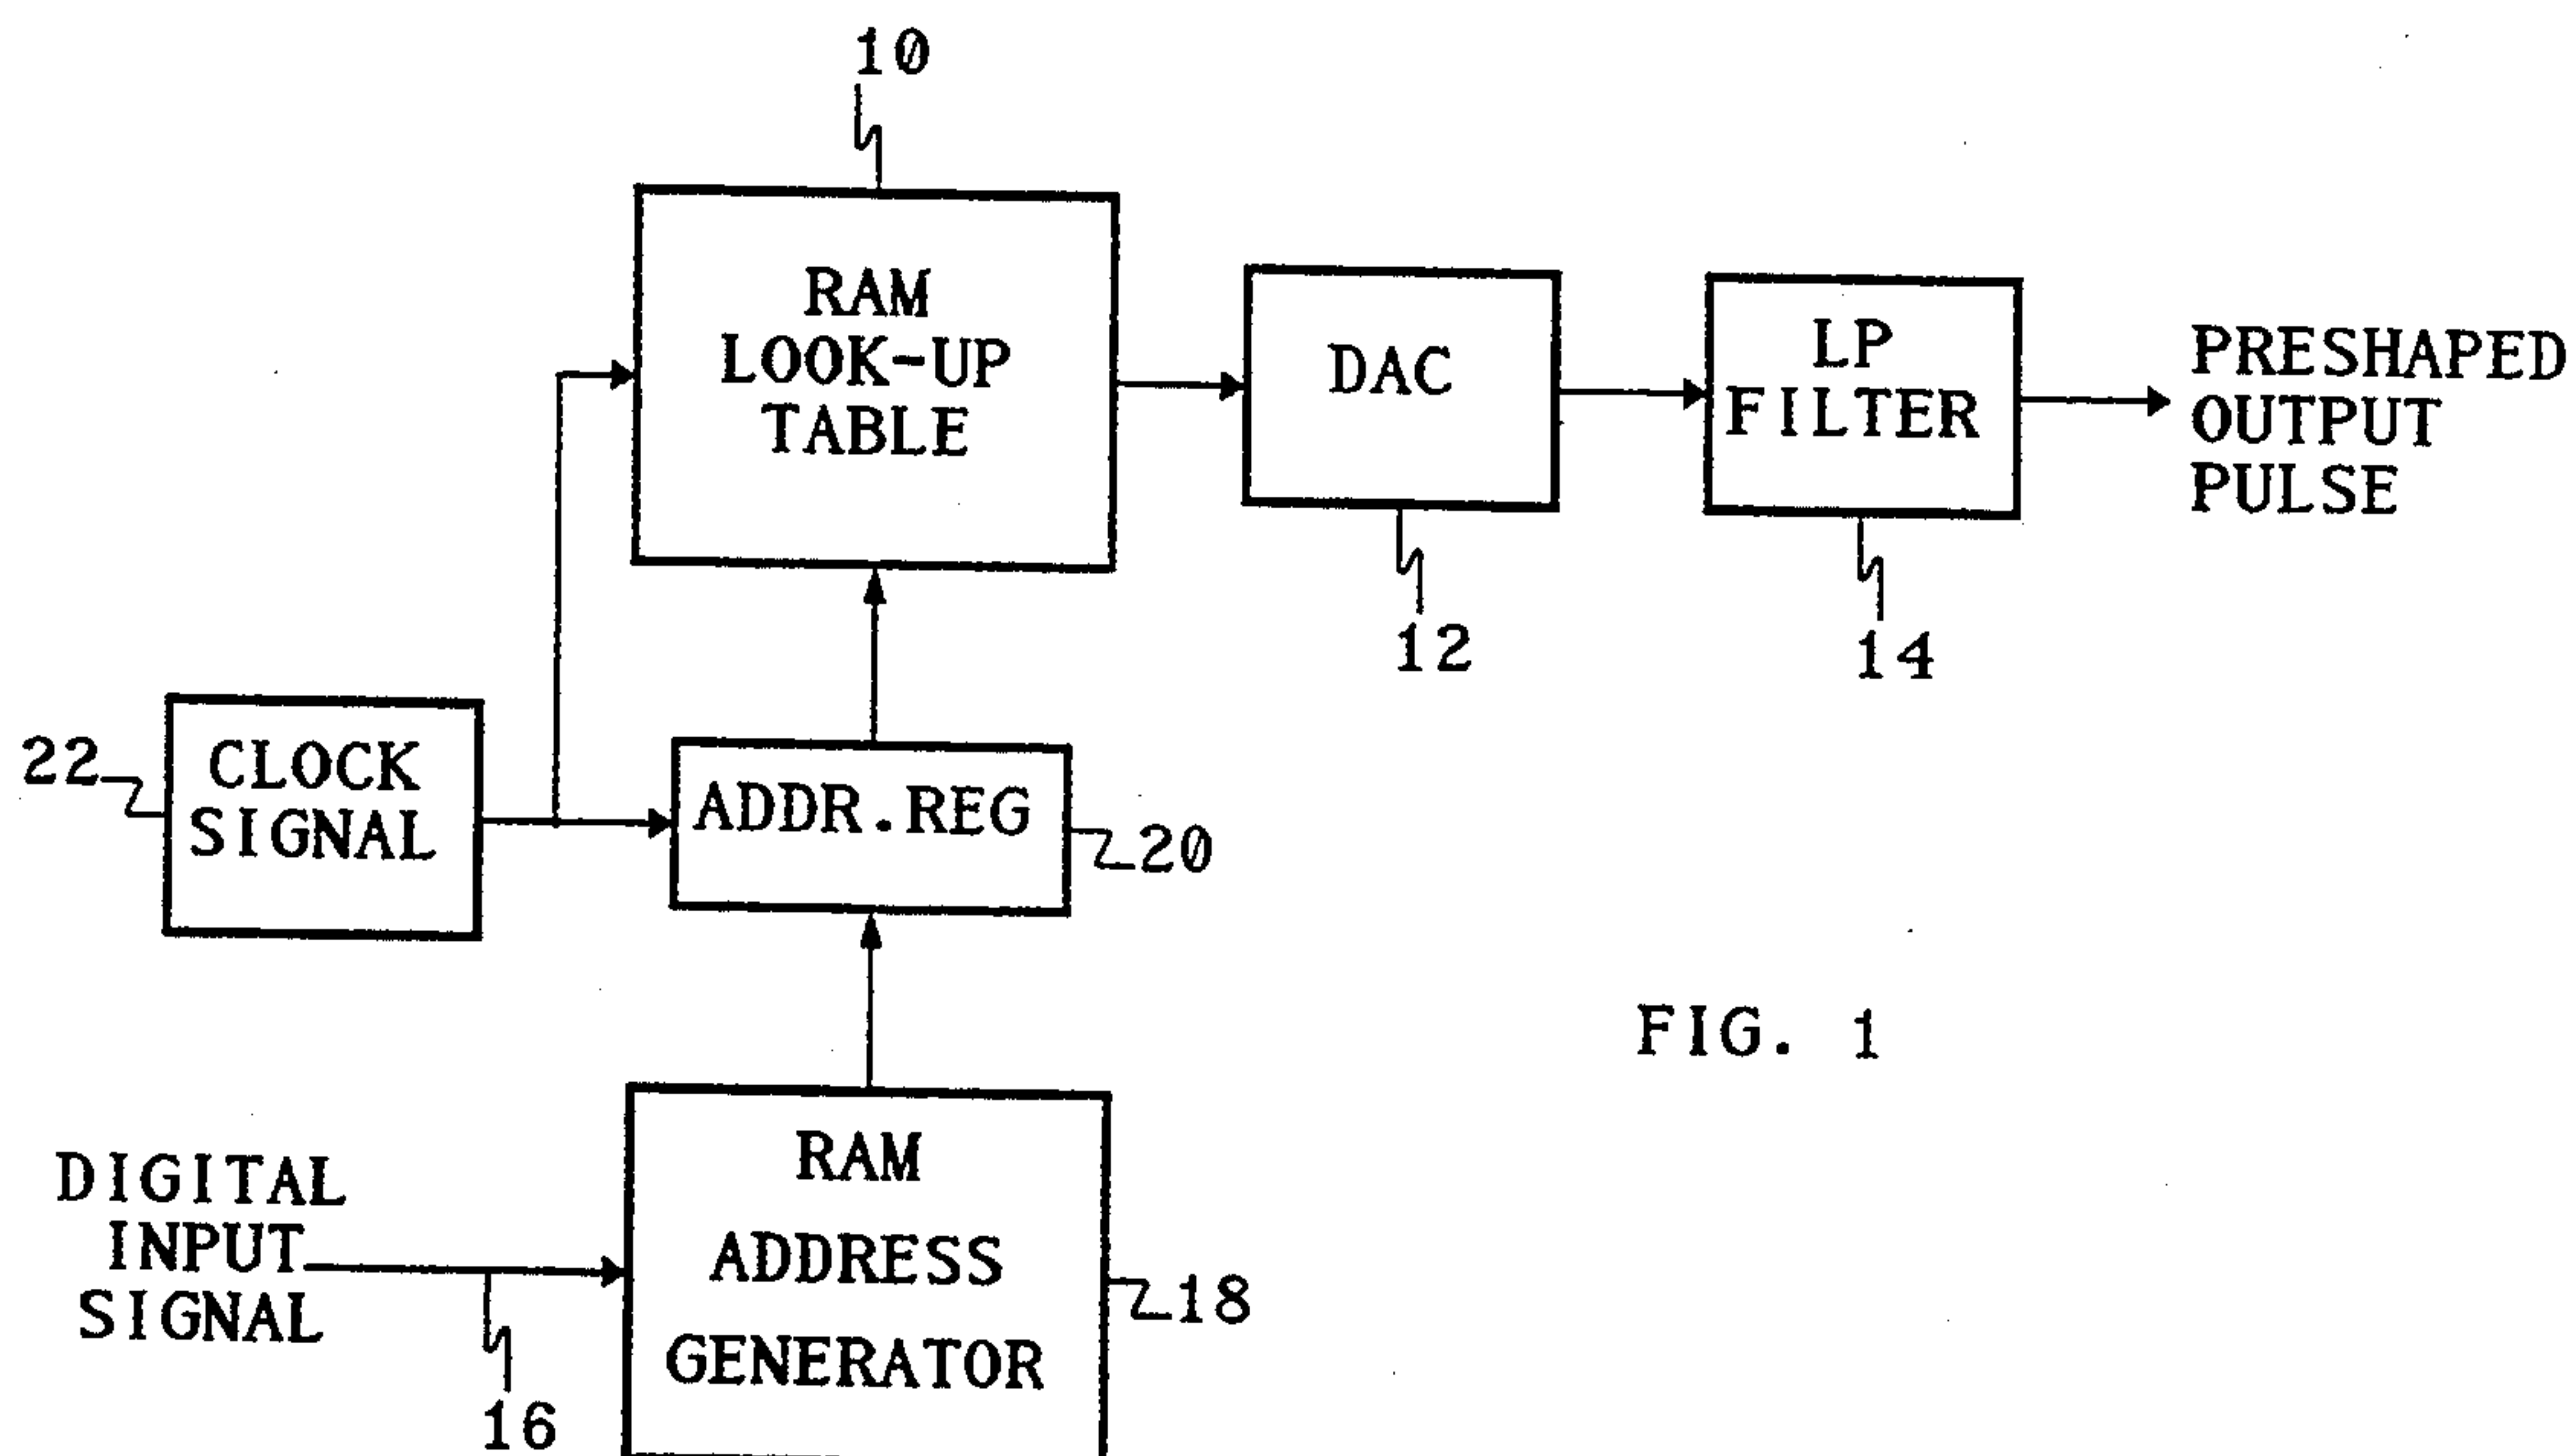 10
RAM
LOOK-UP
TABLE
DAC
LP
FILTER
PRESHAPED
OUTPUT
PULSE
12
14
22
CLOCK
SIGNAL
ADDR.REG
20
FIG. 1
DIGITAL
INPUT
SIGNAL
16
RAM
ADDRESS
GENERATOR
18